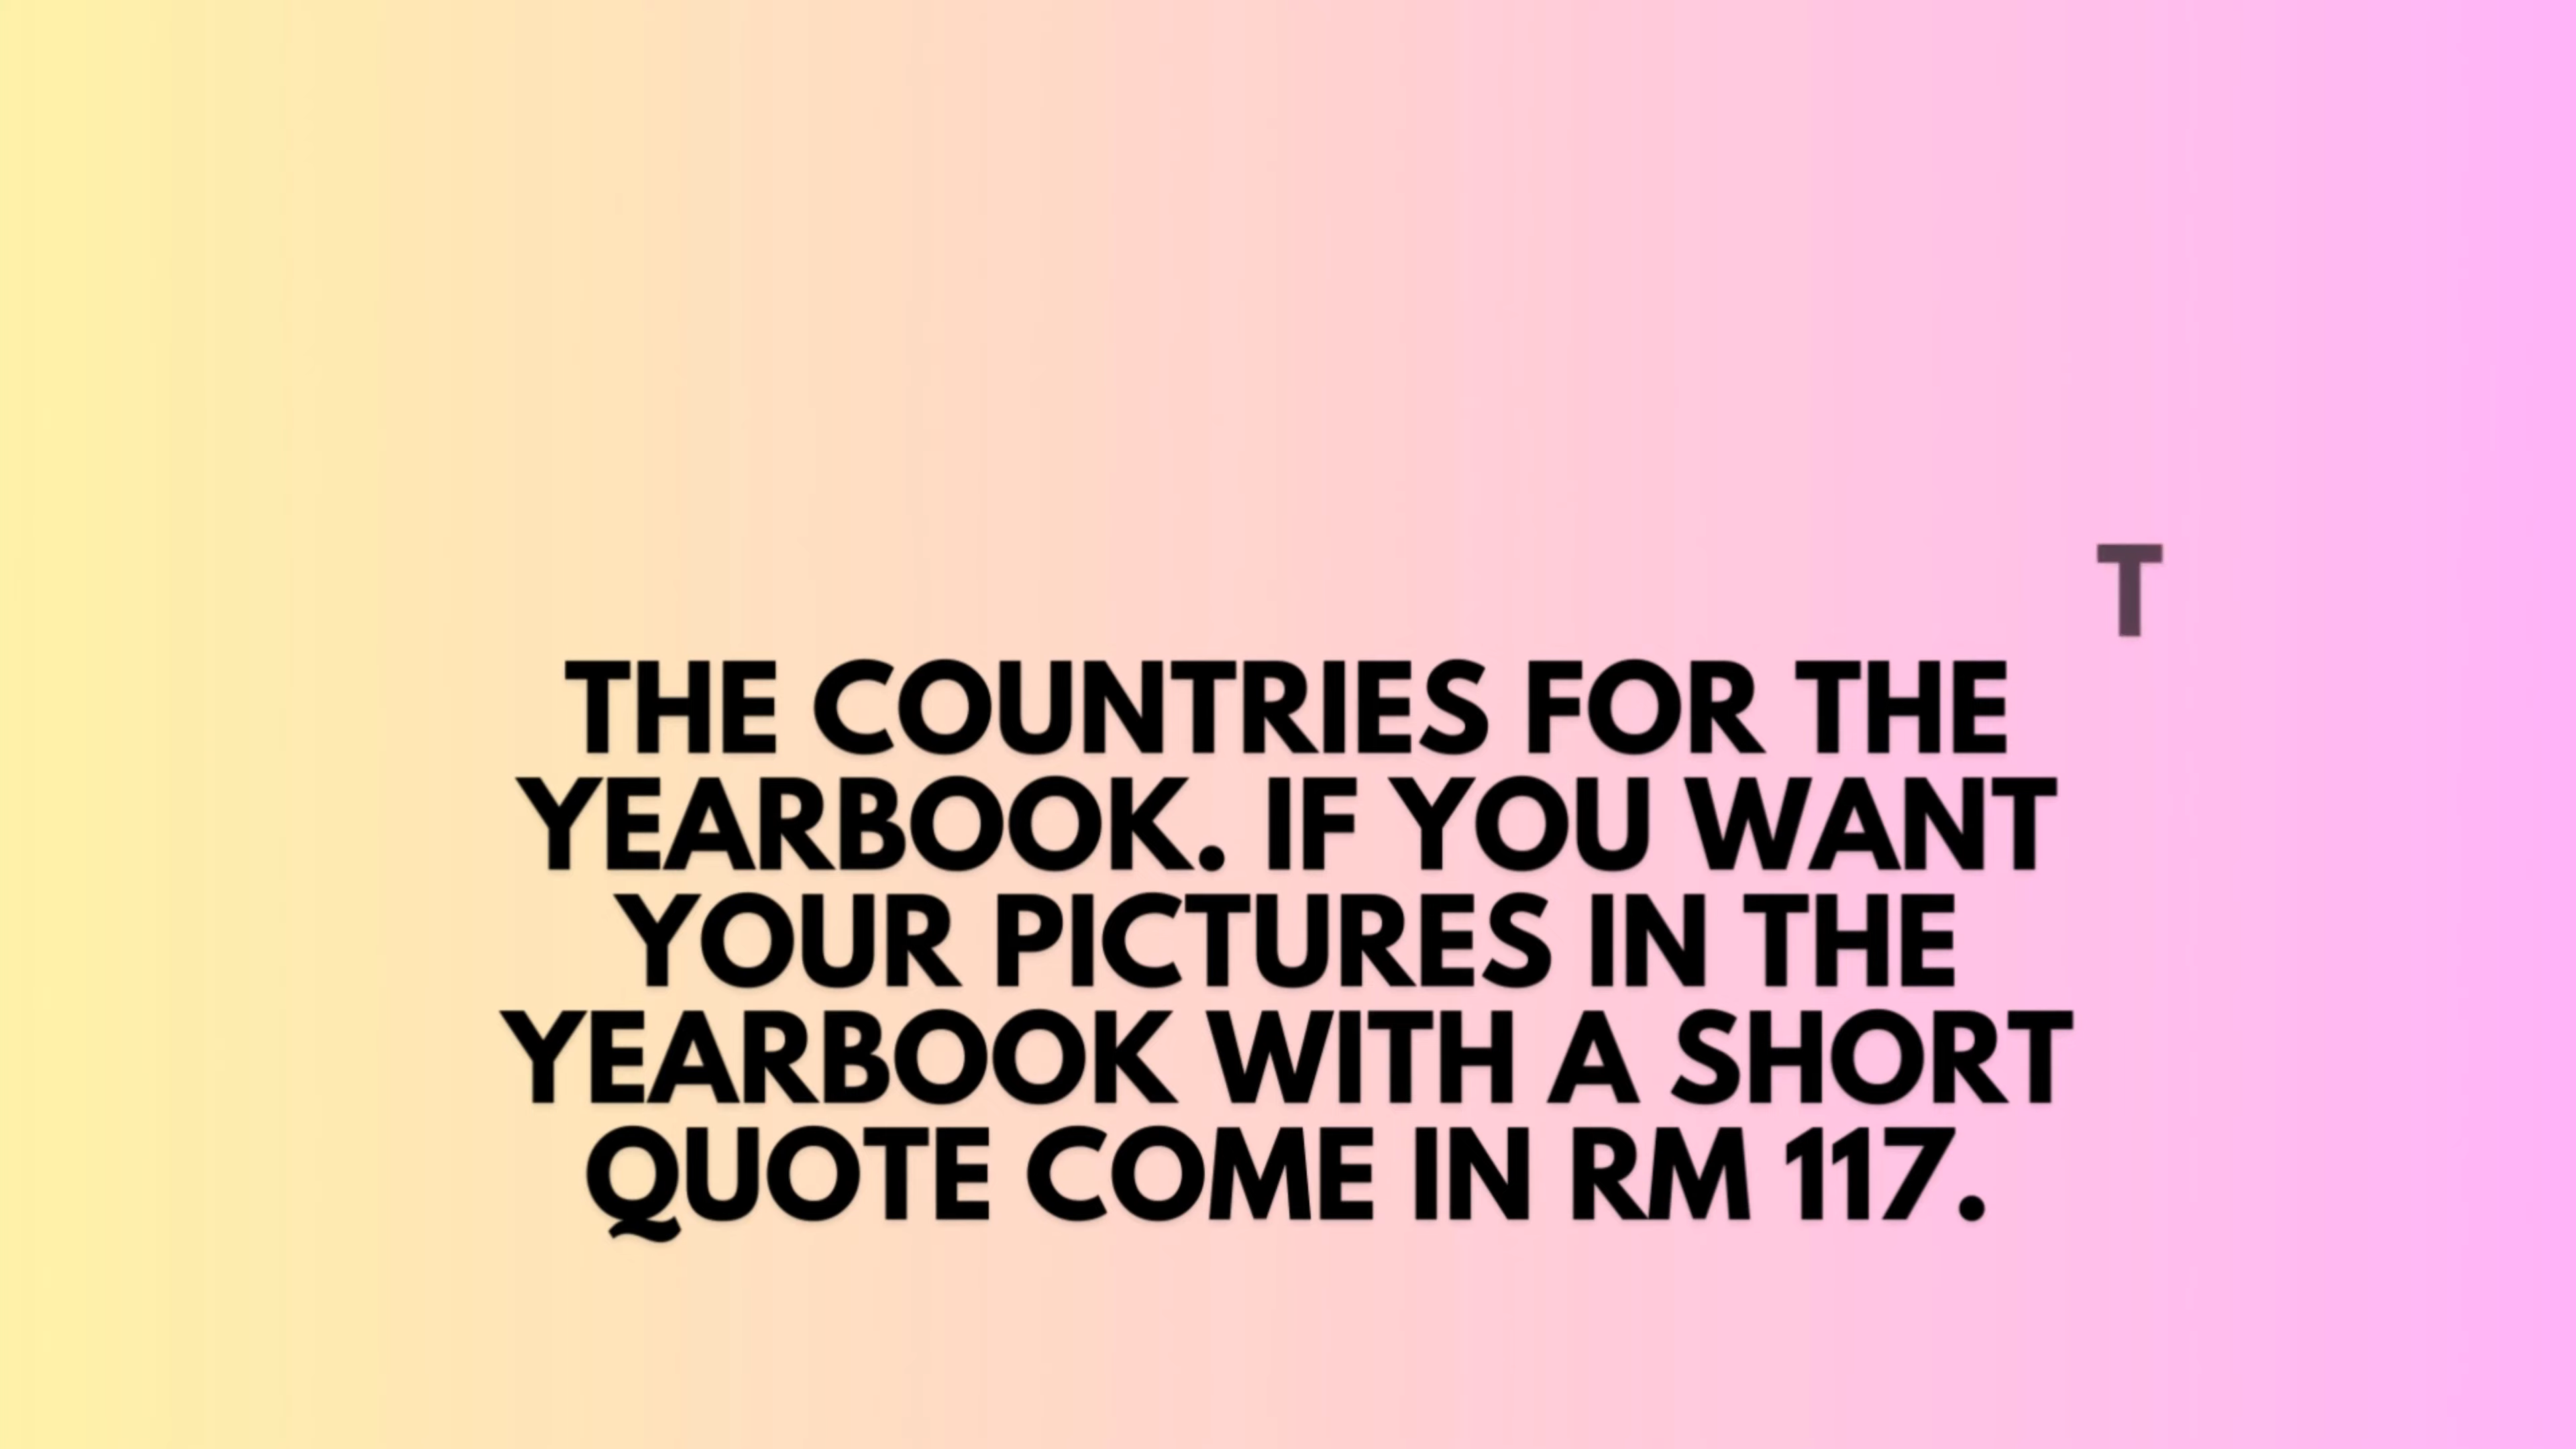 T
THE COUNTRIES FOR THE
YEARBOOK. IF YOU WANT
YOUR PICTURES IN THE
YEARBOOK WITH A SHORT
QUOTE COME IN RM 117.